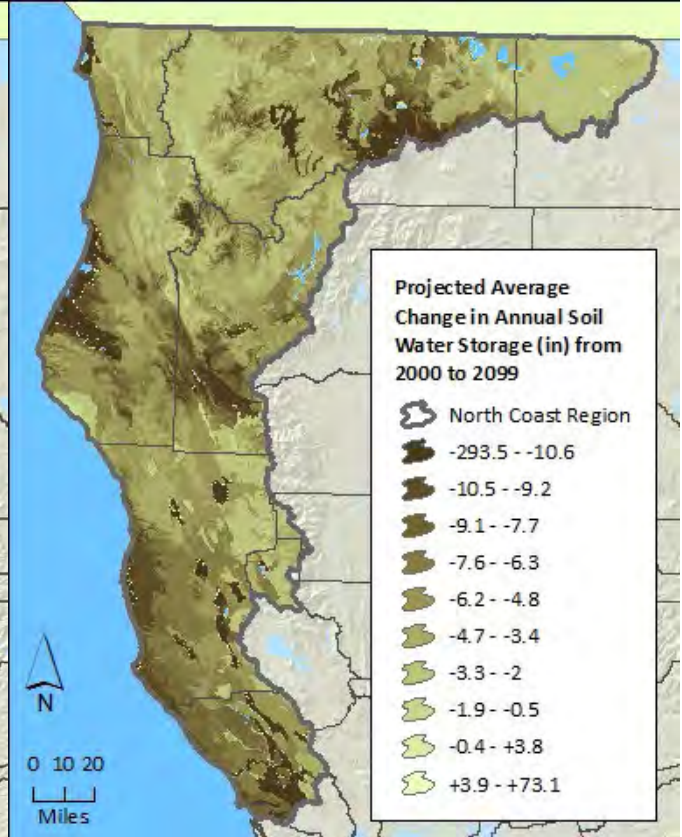 Projected Average
Change in Annual Soil
Water Storage (in) from
2000 to 2099
North Coast Region
-293.5 - -10.6
-10.5 - -9.2
-9.1 - -7.7
-7.6 - -6.3
-6.2 - -4.8
-4.7 - -3.4
-3.3 - -2
-1.9 - -0.5
-0.4 - +3.8
+3.9 - +73.1
N
0 10 20
Miles